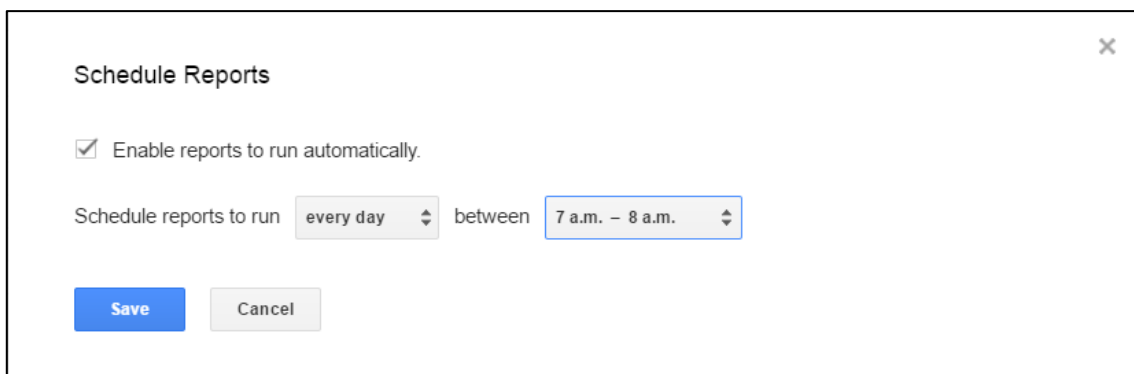 Schedule Reports
Enable reports to run automatically.
Schedule reports to run every day between 7 a.m. – 8 a.m.
Save Cancel